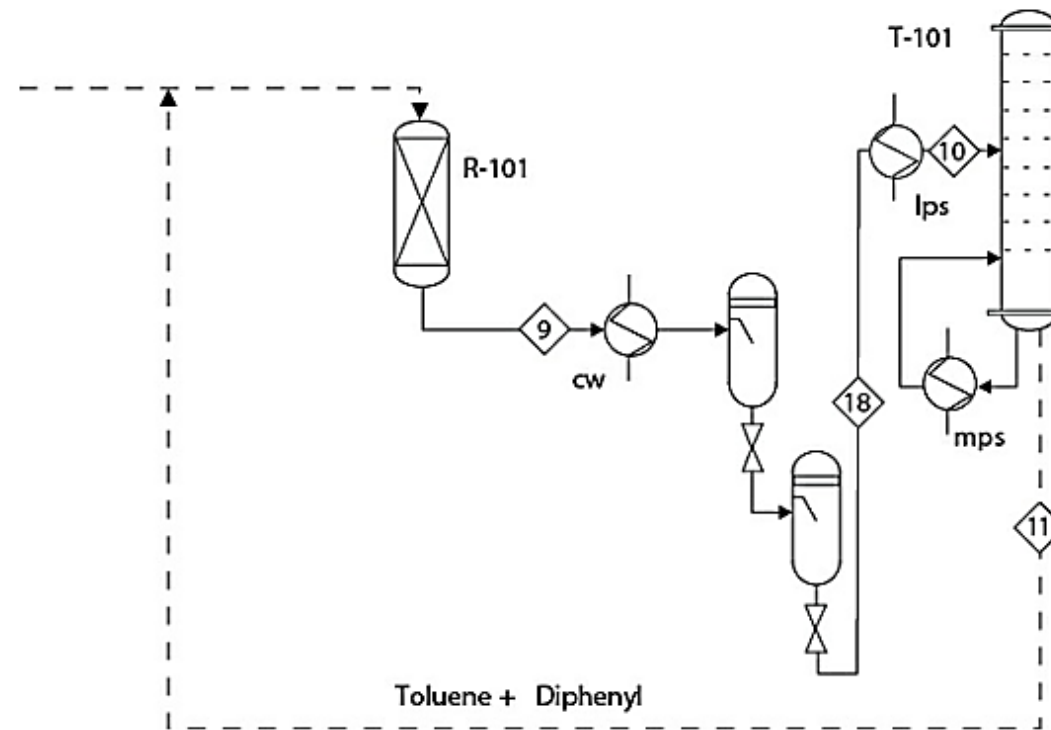 T-101
R-101
10
lps
9
cw
18
mps
11
Toluene + Diphenyl